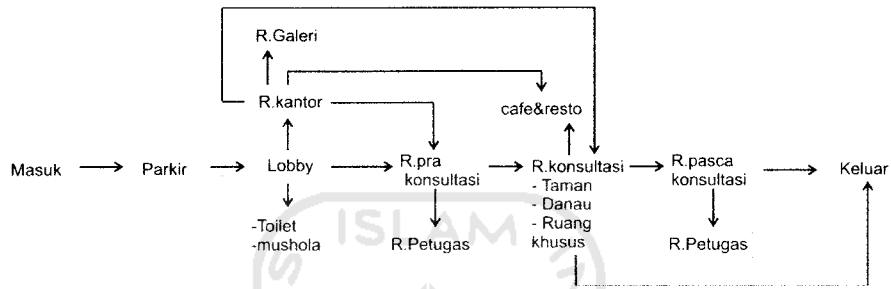 R.Galeri
R.kantor
cafe&resto
Masuk
Parkir
Lobby
R.pra
konsultasi
R.konsultasi
- Taman
- Danau
- Ruang
khusus
R.pasca
konsultasi
Keluar
-Toilet
-mushola
R.Petugas
R.Petugas
ISLAM